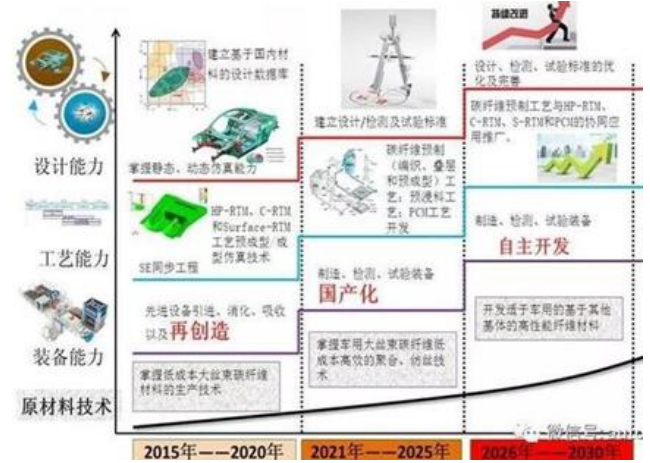 持续改进
建立基于国内材
料的设计数据库
设计、检测、试验标准的优
化及完善
建立设计/检测及试验标准
碳纤维预制工艺与HP-RTM、
C-RTM、S-RTM和PCM的协同应
用推广。
设计能力
掌握静态、动态仿真能力
碳纤维预制
（编织、叠层
和预成型）工
艺；预浸料工
艺；PCM工艺
开发
HP-RTM、C-RTM
和Surface-RTM
工艺预成型/成
型仿真技术
SE同步工程
工艺能力
制造、检测、试验装备
自主开发
制造、检测、试验装备
国产化
先进设备引进、消化、吸收
以及再创造
装备能力
开发适于车用的基于其他
基体的高性能纤维材料
掌握车用大丝束碳纤维低
成本高效的聚合、纺丝技
术
掌握低成本大丝束碳纤维
材料的生产技术
原材料技术
微信号:
2015年——2020年
2021年——2025年
2026年——2030年